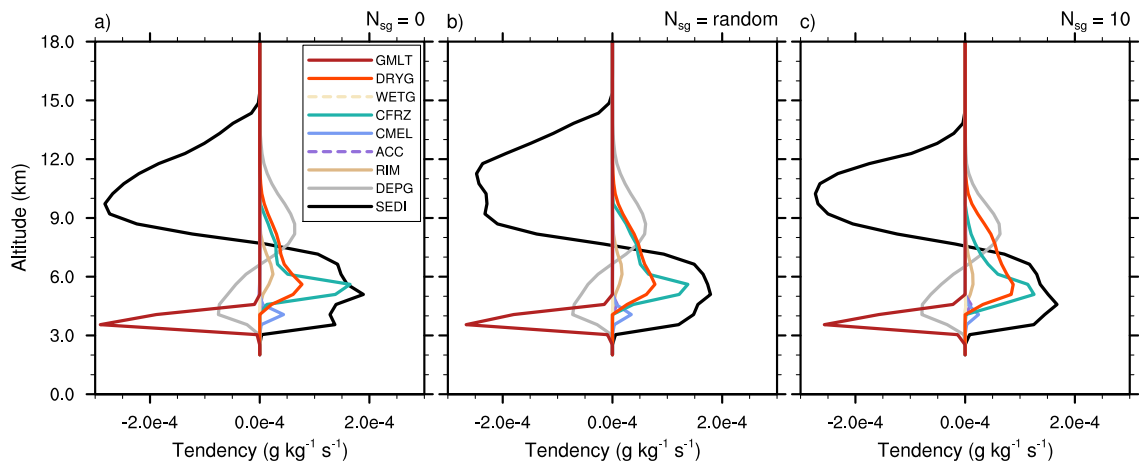 a) N_sg = 0
b) N_sg = random
c) N_sg = 10
18.0
15.0
12.0
9.0
6.0
3.0
0.0
Altitude (km)
GMLT
DRYG
WETG
CFRZ
CMEL
ACC
RIM
DEPG
SEDI
-2.0e-4 0.0e-4 2.0e-4
-2.0e-4 0.0e-4 2.0e-4
-2.0e-4 0.0e-4 2.0e-4
Tendency (g kg⁻¹ s⁻¹)
Tendency (g kg⁻¹ s⁻¹)
Tendency (g kg⁻¹ s⁻¹)